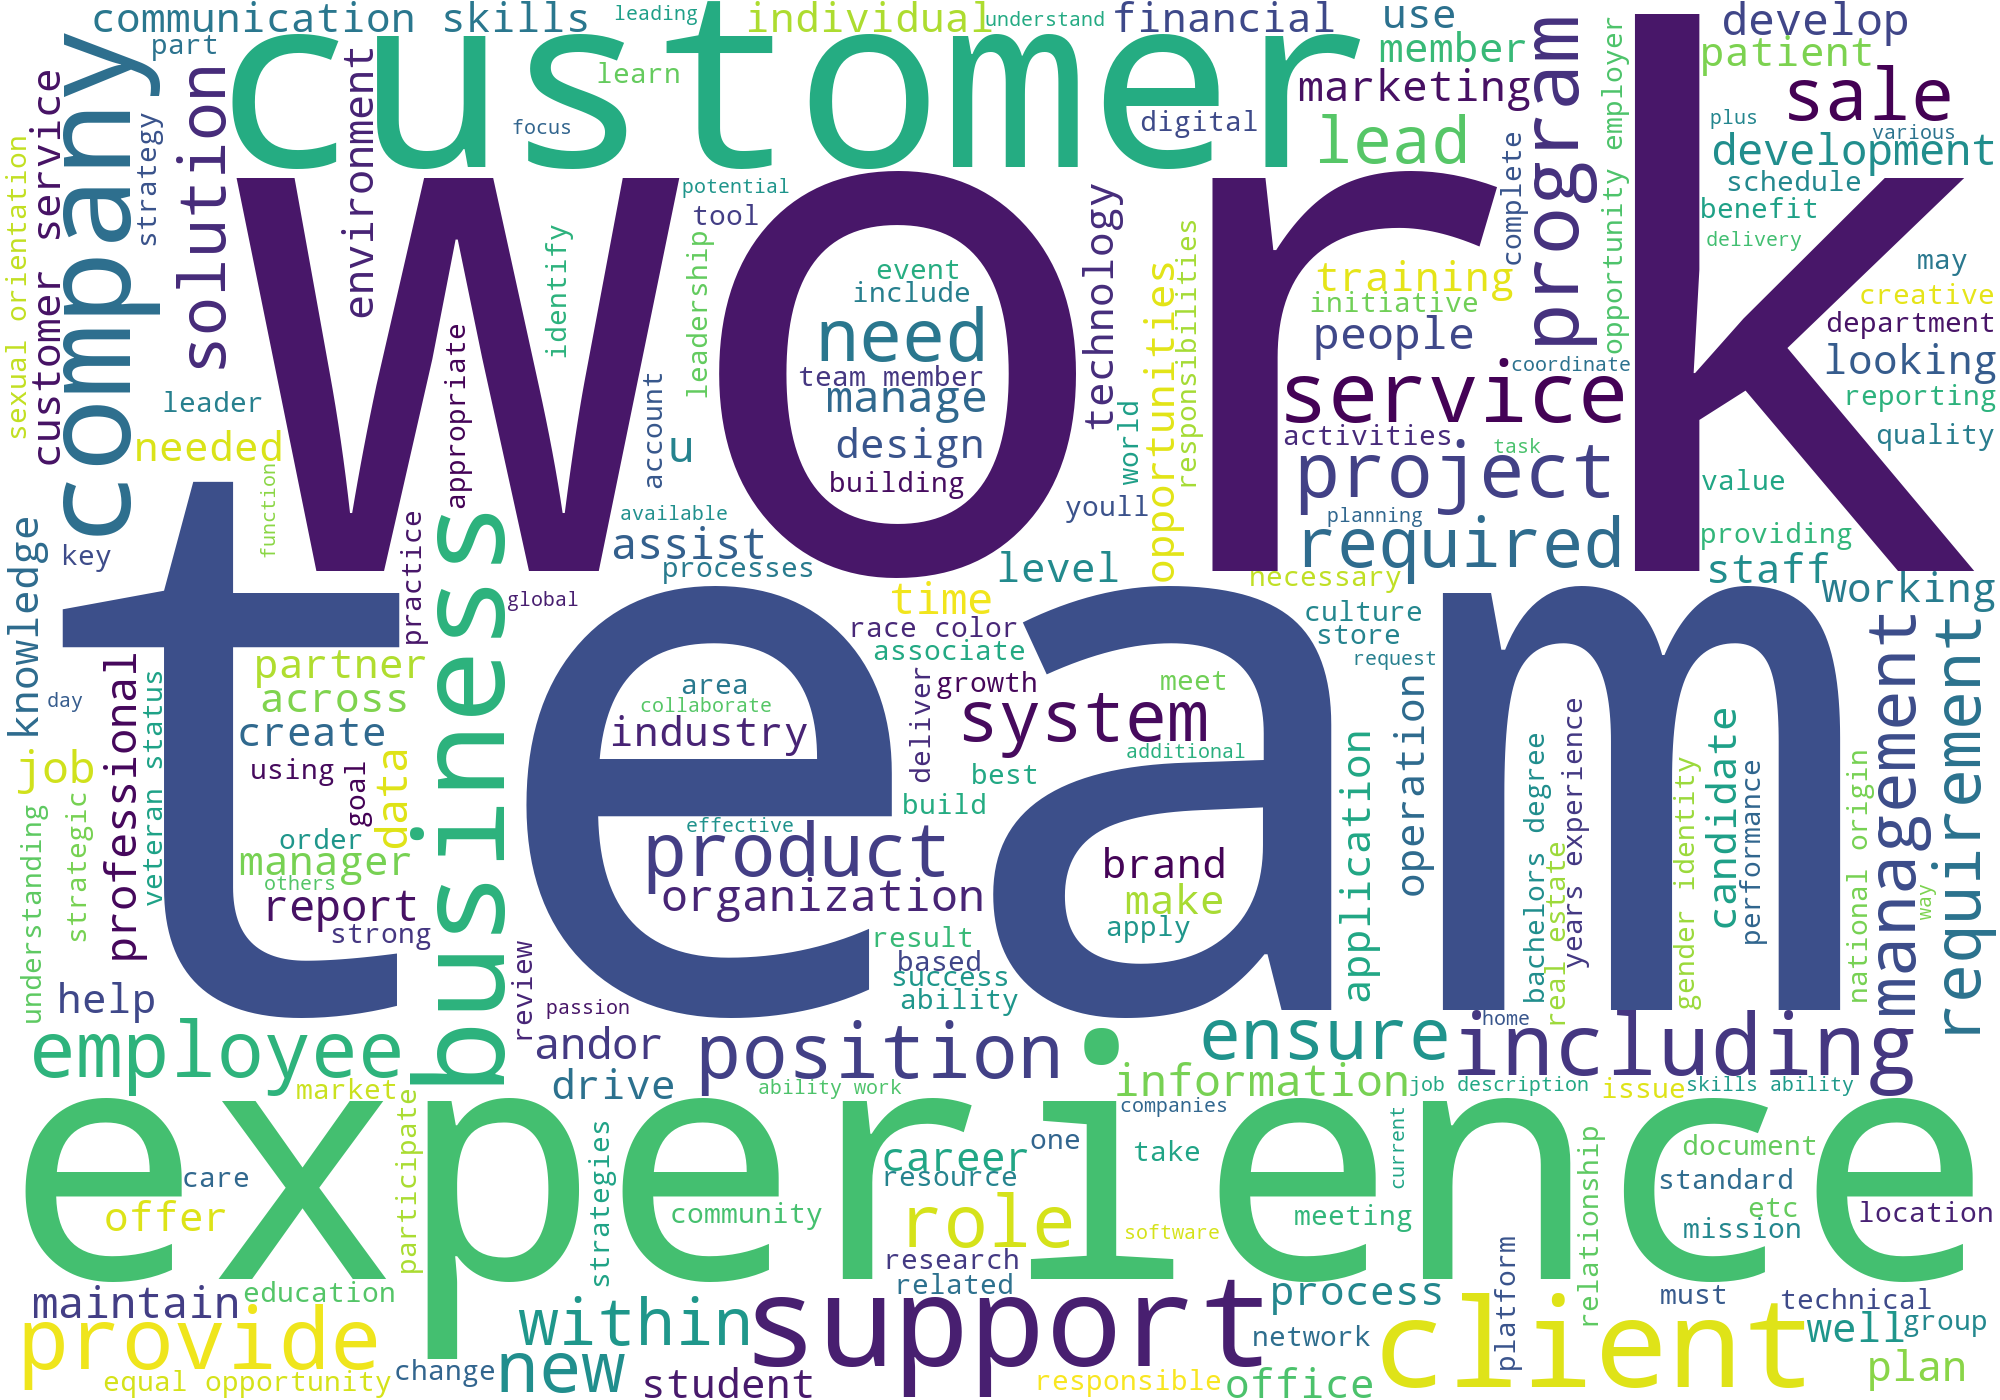 communication skills
leading
individual
understand
financial
use
develop
part
customer
member
patient
learn
marketing
sale
focus
digital
lead
plus
various
development
company
solution
environment
strategy
customer service
sexual orientation
program
complete
opportunity employer
schedule
benefit
delivery
work
potential
tool
identify
leadership
technology
opportunities
responsibilities
event
include
need
team member
manage
design
building
training
initiative
people
coordinate
service
activities
task
project
planning
required
may
creative
department
looking
reporting
quality
value
providing
staff
working
leader
needed
function
appropriate
account
u
world
youll
available
assist
processes
level
necessary
key
knowledge
practice
global
business
team
time
race color
associate
culture
store
request
day
professional
veteran status
partner
across
create
using
goal
data
order
manager
others
report
strong
area
collaborate
industry
deliver
growth
meet
system
additional
best
build
effective
product
organization
brand
make
apply
result
based
success
ability
application
operation
bachelors degree
real estate
years experience
gender identity
candidate
performance
national origin
management
way
requirement
job
understanding
strategic
help
review
passion
employee
andor
drive
position
ensure
home
including
information
job description
issue
skills ability
market
ability work
experience
companies
participate
strategies
care
offer
community
career
resource
one
take
current
role
software
meeting
relationship
document
standard
etc
mission
location
research
related
education
maintain
provide
within
support
process
network
platform
client
must
technical
well
group
plan
equal opportunity
change
new
student
responsible
office